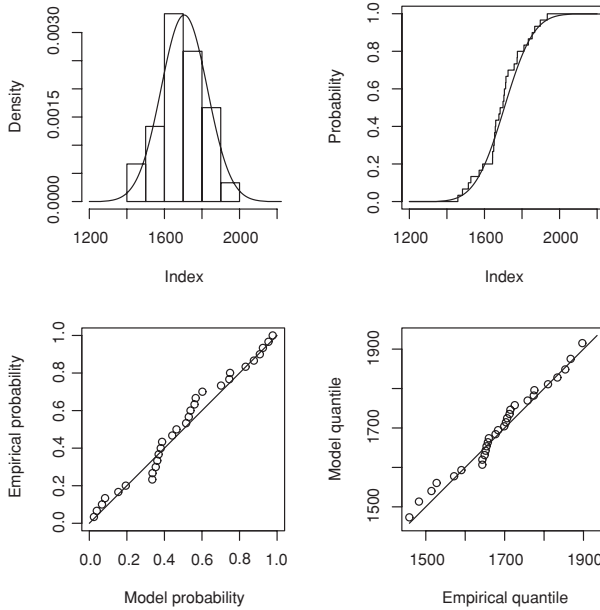 Density
0.0000 0.0015 0.0030
1200 1600 2000
Index
Probability
0.0 0.2 0.4 0.6 0.8 1.0
1200 1600 2000
Index
Empirical probability
0.0 0.2 0.4 0.6 0.8 1.0
0.0 0.2 0.4 0.6 0.8 1.0
Model probability
Model quantile
1500 1700 1900
1500 1700 1900
Empirical quantile